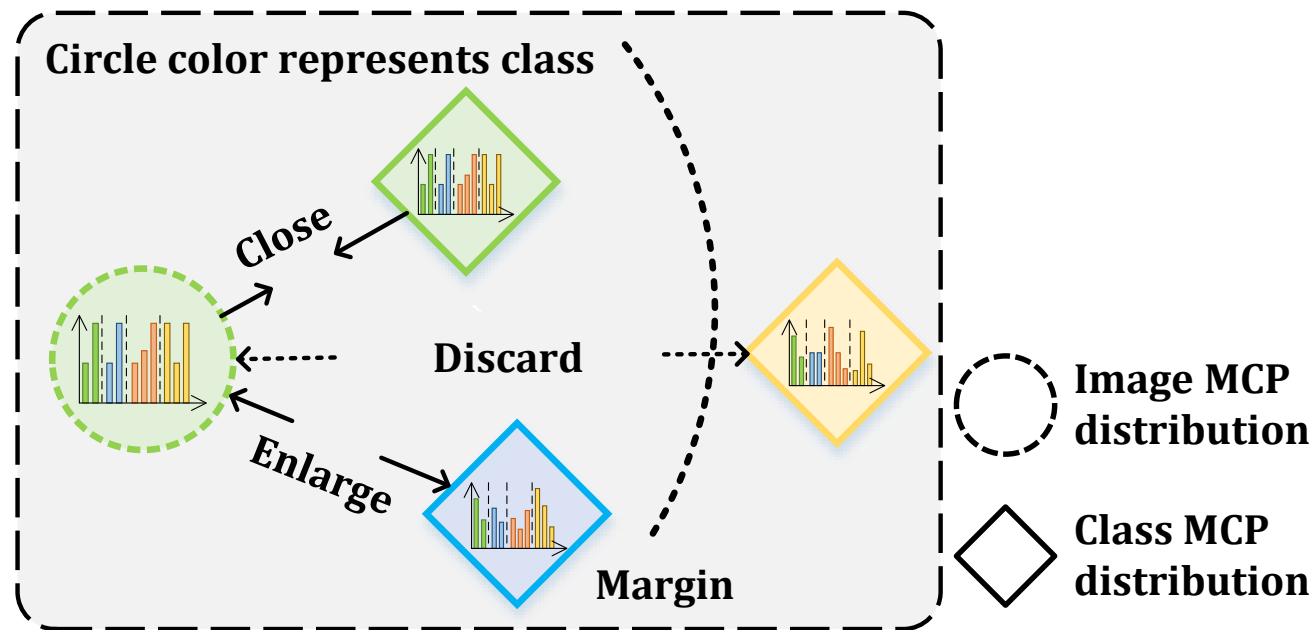 Circle color represents class
Close
Discard
Enlarge
Margin
Image MCP
distribution
Class MCP
distribution